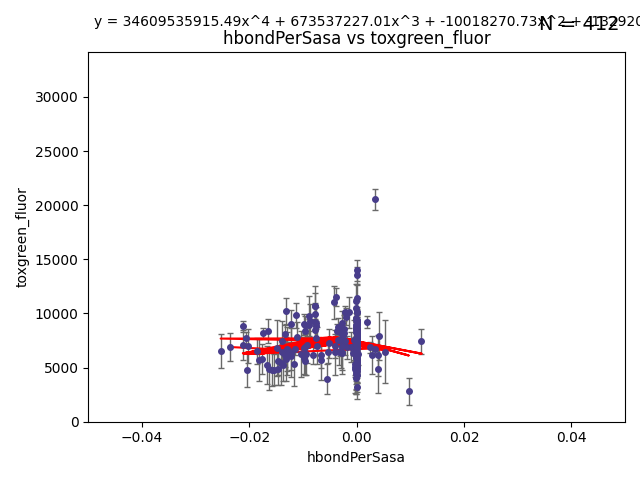 y = 34609535915.49x^4 + 673537227.01x^3 + -10018270.73x^2 +
N = 412
hbondPerSasa vs toxgreen_fluor
30000
25000
20000
15000
10000
5000
0
toxgreen_fluor
−0.04 −0.02 0.00 0.02 0.04
hbondPerSasa